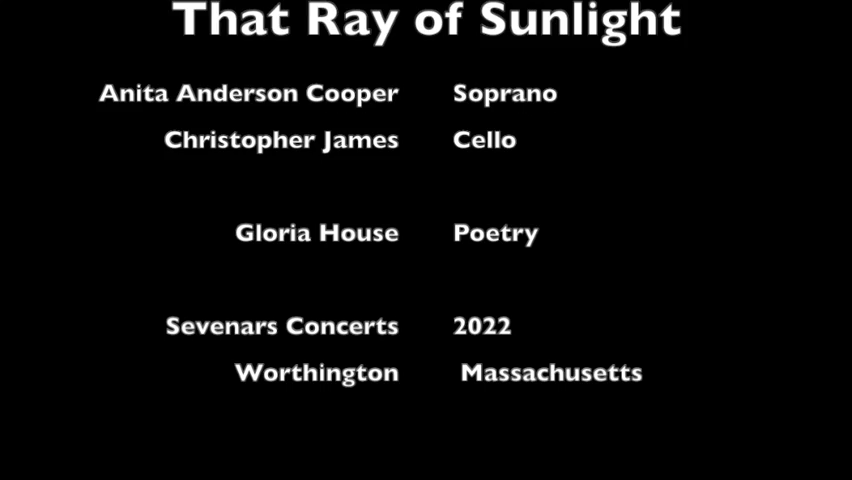 That Ray of Sunlight
Anita Anderson Cooper Soprano
Christopher James Cello
Gloria House Poetry
Sevenars Concerts 2022
Worthington Massachusetts